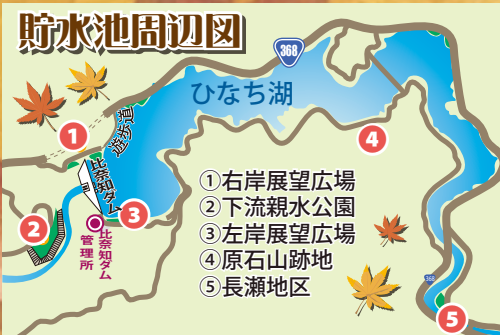 貯水池周辺図
368
ひなち湖
遊歩道
1
比奈知ダム
4
①右岸展望広場
②下流親水公園
③左岸展望広場
④原石山跡地
⑤長瀬地区
3
2
比奈知ダム
管理所
368
5